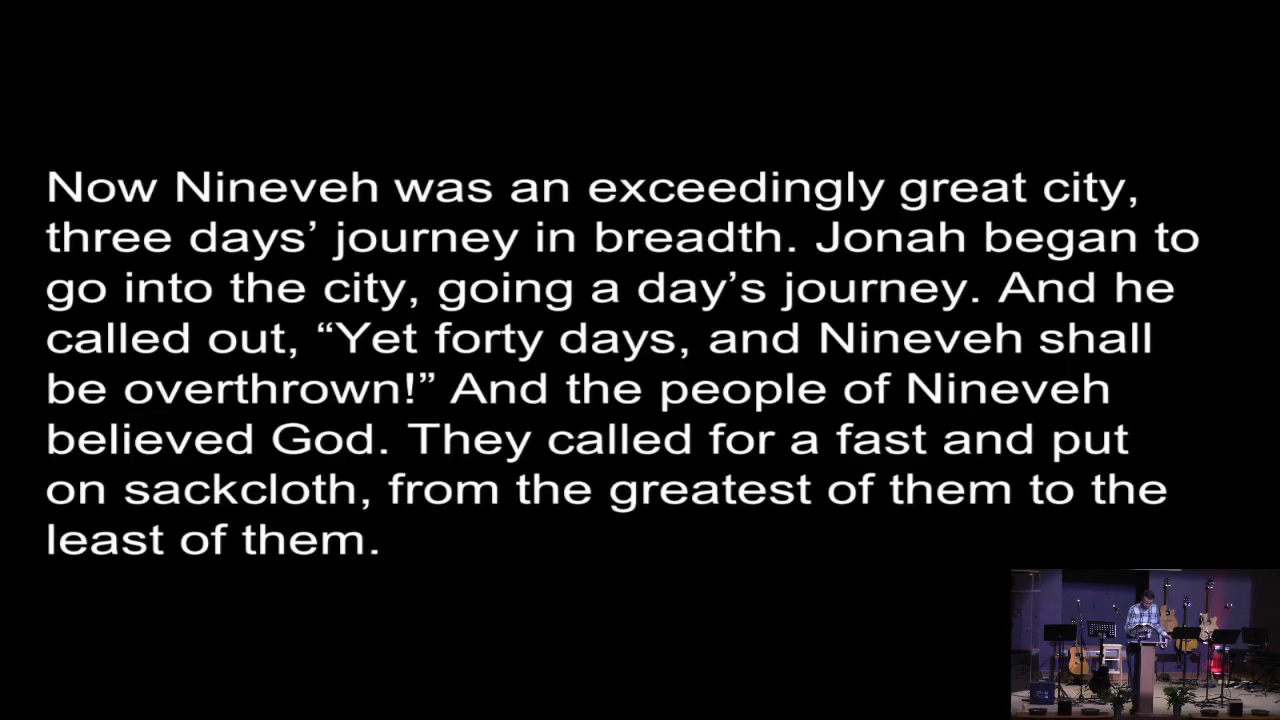 Now Nineveh was an exceedingly great city,
three days’ journey in breadth. Jonah began to
go into the city, going a day’s journey. And he
called out, “Yet forty days, and Nineveh shall
be overthrown!” And the people of Nineveh
believed God. They called for a fast and put
on sackcloth, from the greatest of them to the
least of them.